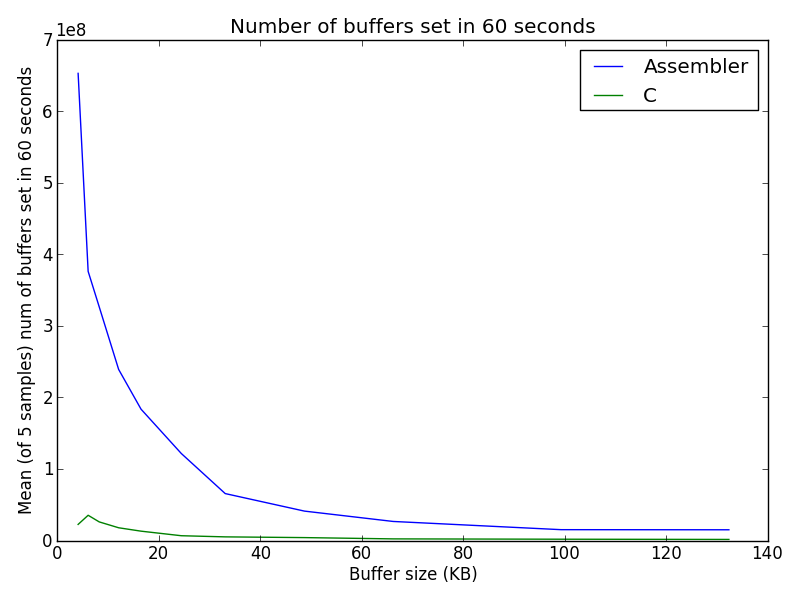 Number of buffers set in 60 seconds
1e8
7
6
5
4
3
2
1
0
Mean (of 5 samples) num of buffers set in 60 seconds
Assembler
C
0 20 40 60 80 100 120 140
Buffer size (KB)